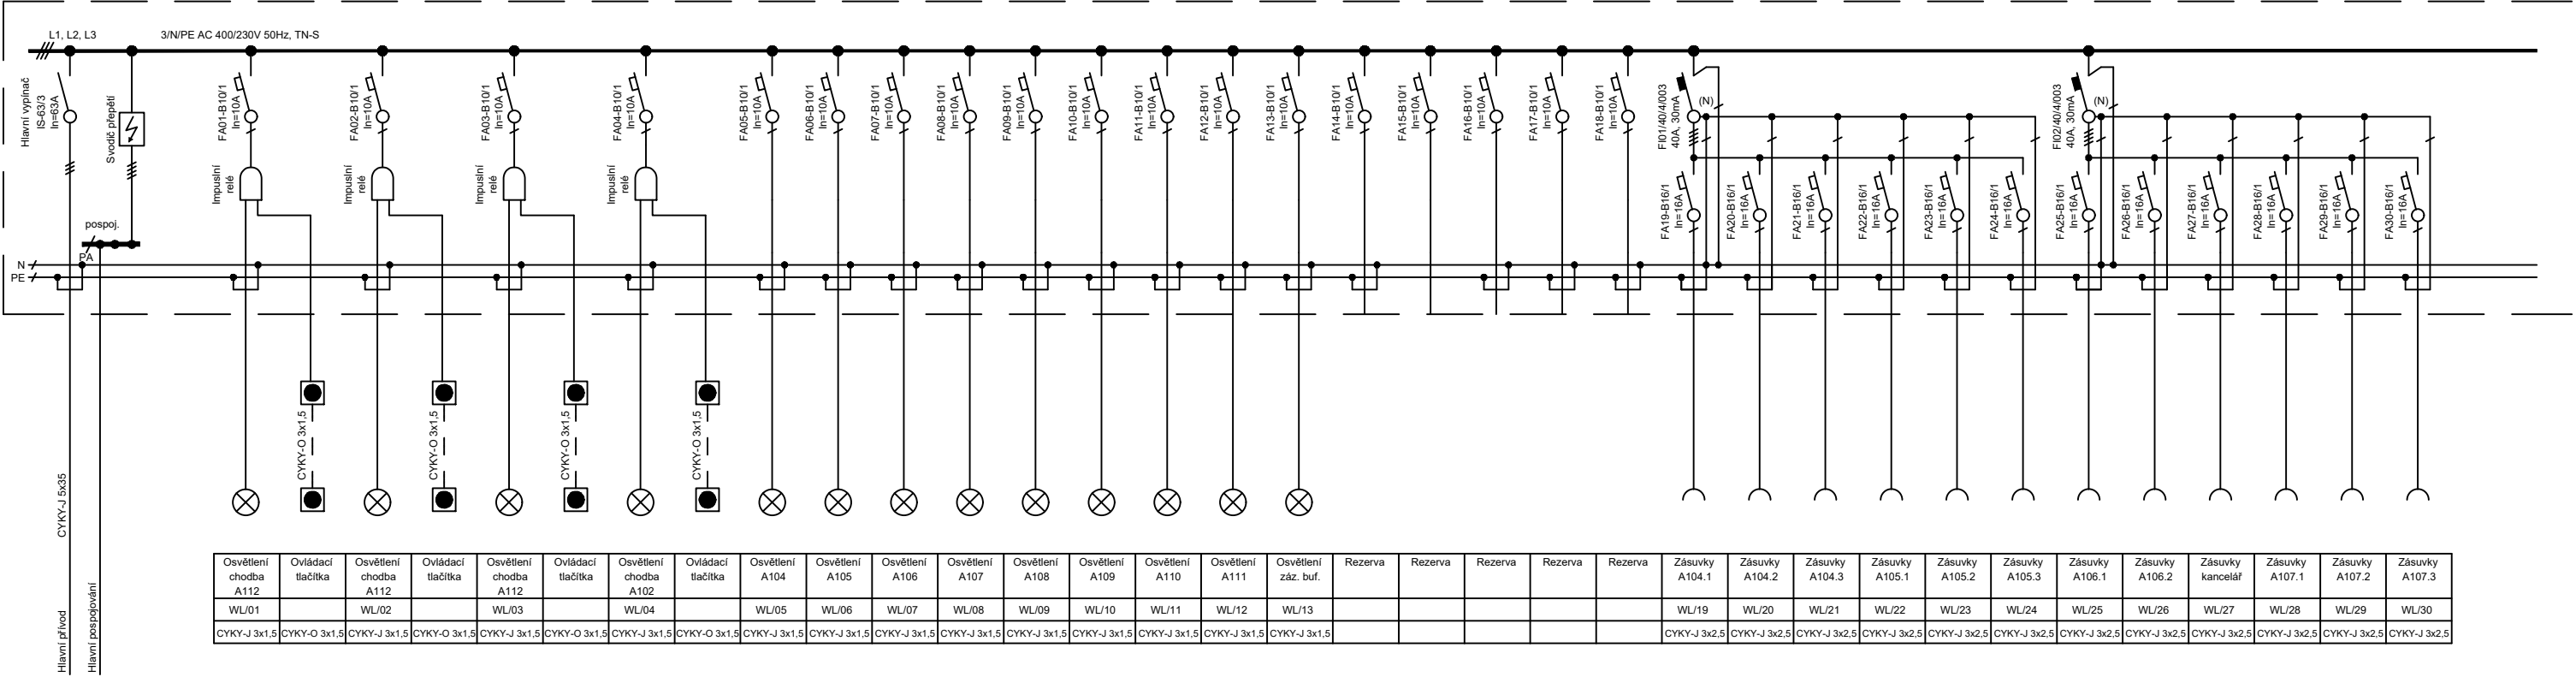 L1, L2, L3
3/N/PE AC 400/230V 50Hz, TN-S
Hlavní vypínač
IS-63/3
In=63A
Svodič přepětí
FA01-B10/1
In=10A
FA02-B10/1
In=10A
FA03-B10/1
In=10A
FA04-B10/1
In=10A
FA05-B10/1
In=10A
FA06-B10/1
In=10A
FA07-B10/1
In=10A
FA08-B10/1
In=10A
FA09-B10/1
In=10A
FA10-B10/1
In=10A
FA11-B10/1
In=10A
FA12-B10/1
In=10A
FA13-B10/1
In=10A
FA14-B10/1
In=10A
FA15-B10/1
In=10A
FA16-B10/1
In=10A
FA17-B10/1
In=10A
FA18-B10/1
In=10A
FI01/40/4/003
40A, 30mA
(N)
FI02/40/4/003
40A, 30mA
(N)
Impuslní
relé
Impuslní
relé
Impuslní
relé
Impuslní
relé
FA19-B16/1
In=16A
FA20-B16/1
In=16A
FA21-B16/1
In=16A
FA22-B16/1
In=16A
FA23-B16/1
In=16A
FA24-B16/1
In=16A
FA25-B16/1
In=16A
FA26-B16/1
In=16A
FA27-B16/1
In=16A
FA28-B16/1
In=16A
FA29-B16/1
In=16A
FA30-B16/1
In=16A
pospoj.
PA
N
PE
CYKY-O 3x1,5
CYKY-O 3x1,5
CYKY-O 3x1,5
CYKY-O 3x1,5
CYKY-J 5x35
Hlavní přívod
Hlavní pospojování
Osvětlení Ovládací Osvětlení Ovládací Osvětlení Ovládací Osvětlení Ovládací Osvětlení Osvětlení Osvětlení Osvětlení Osvětlení Osvětlení Osvětlení Osvětlení Osvětlení Rezerva Rezerva Rezerva Rezerva Rezerva Zásuvky Zásuvky Zásuvky Zásuvky Zásuvky Zásuvky Zásuvky Zásuvky Zásuvky Zásuvky Zásuvky Zásuvky
chodba tlačítka chodba tlačítka chodba tlačítka chodba tlačítka A104 A105 A106 A107 A108 A109 A110 A111 záz. buf. A104.1 A104.2 A104.3 A105.1 A105.2 A105.3 A106.1 A106.2 kancelář A107.1 A107.2 A107.3
A112 A112 A112 A102
WL/01 WL/02 WL/03 WL/04 WL/05 WL/06 WL/07 WL/08 WL/09 WL/10 WL/11 WL/12 WL/13 WL/19 WL/20 WL/21 WL/22 WL/23 WL/24 WL/25 WL/26 WL/27 WL/28 WL/29 WL/30
CYKY-J 3x1,5 CYKY-O 3x1,5 CYKY-J 3x1,5 CYKY-O 3x1,5 CYKY-J 3x1,5 CYKY-O 3x1,5 CYKY-J 3x1,5 CYKY-O 3x1,5 CYKY-J 3x1,5 CYKY-J 3x1,5 CYKY-J 3x1,5 CYKY-J 3x1,5 CYKY-J 3x1,5 CYKY-J 3x1,5 CYKY-J 3x1,5 CYKY-J 3x1,5 CYKY-J 3x1,5 CYKY-J 3x2,5 CYKY-J 3x2,5 CYKY-J 3x2,5 CYKY-J 3x2,5 CYKY-J 3x2,5 CYKY-J 3x2,5 CYKY-J 3x2,5 CYKY-J 3x2,5 CYKY-J 3x2,5 CYKY-J 3x2,5 CYKY-J 3x2,5 CYKY-J 3x2,5